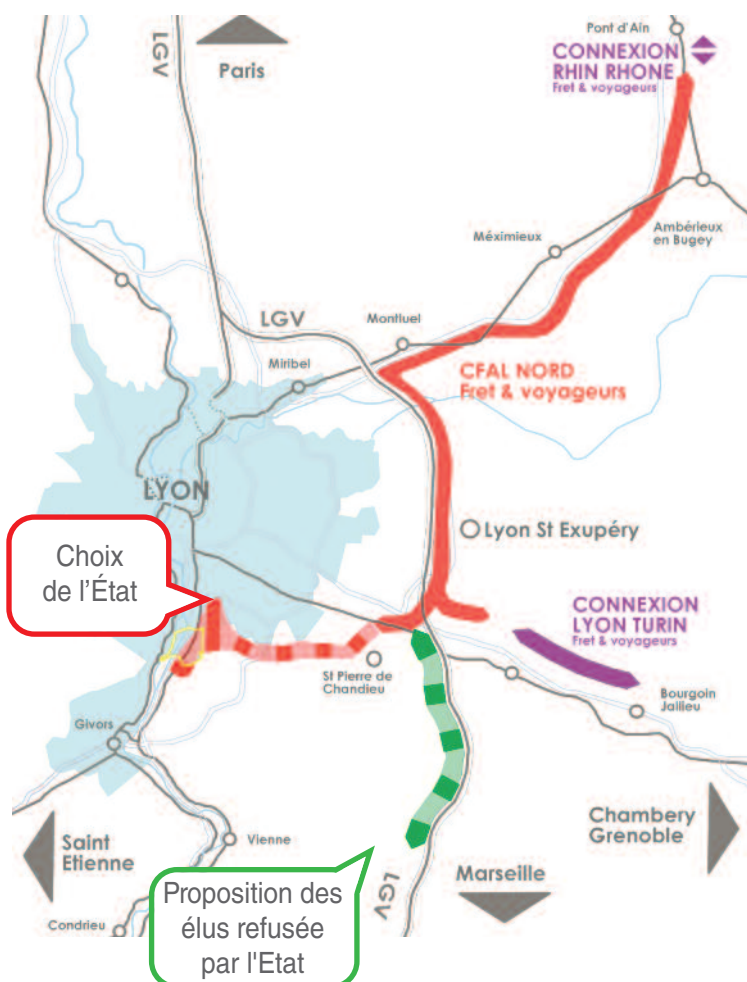 LGV
Paris
Pont d'Ain
CONNEXION
RHIN RHONE
Fret & voyageurs
Méximieux
Ambérieux
en Bugey
LGV
Montluel
Miribel
CFAL NORD
Fret & voyageurs
LYON
Lyon St Exupéry
Choix
de l'État
CONNEXION
LYON TURIN
Fret & voyageurs
St Pierre de
Chandieu
Bourgoin
Jailieu
Givors
Chambery
Grenoble
Saint
Etienne
Vienne
Marseille
LGV
Proposition des
élus refusée
par l'Etat
Condrieu